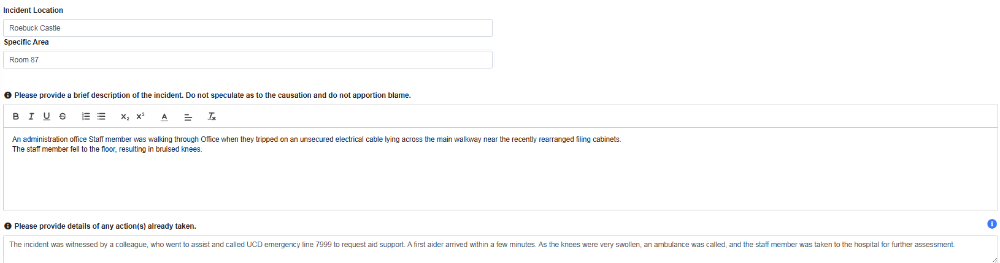 Incident Location
Roebuck Castle
Specific Area
Room 87
Please provide a brief description of the incident. Do not speculate as to the causation and do not apportion blame.
B I U S X₂ X² A Tx
An administration office Staff member was walking through Office when they tripped on an unsecured electrical cable lying across the main walkway near the recently rearranged filing cabinets.
The staff member fell to the floor, resulting in bruised knees.
Please provide details of any action(s) already taken.
The incident was witnessed by a colleague, who went to assist and called UCD emergency line 7999 to request aid support. A first aider arrived within a few minutes. As the knees were very swollen, an ambulance was called, and the staff member was taken to the hospital for further assessment.